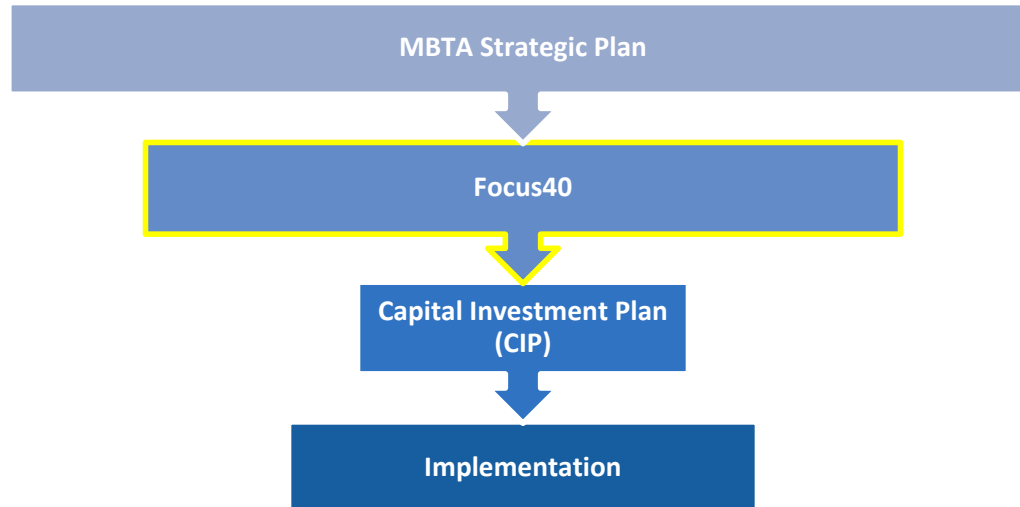 MBTA Strategic Plan
Focus40
Capital Investment Plan
(CIP)
Implementation